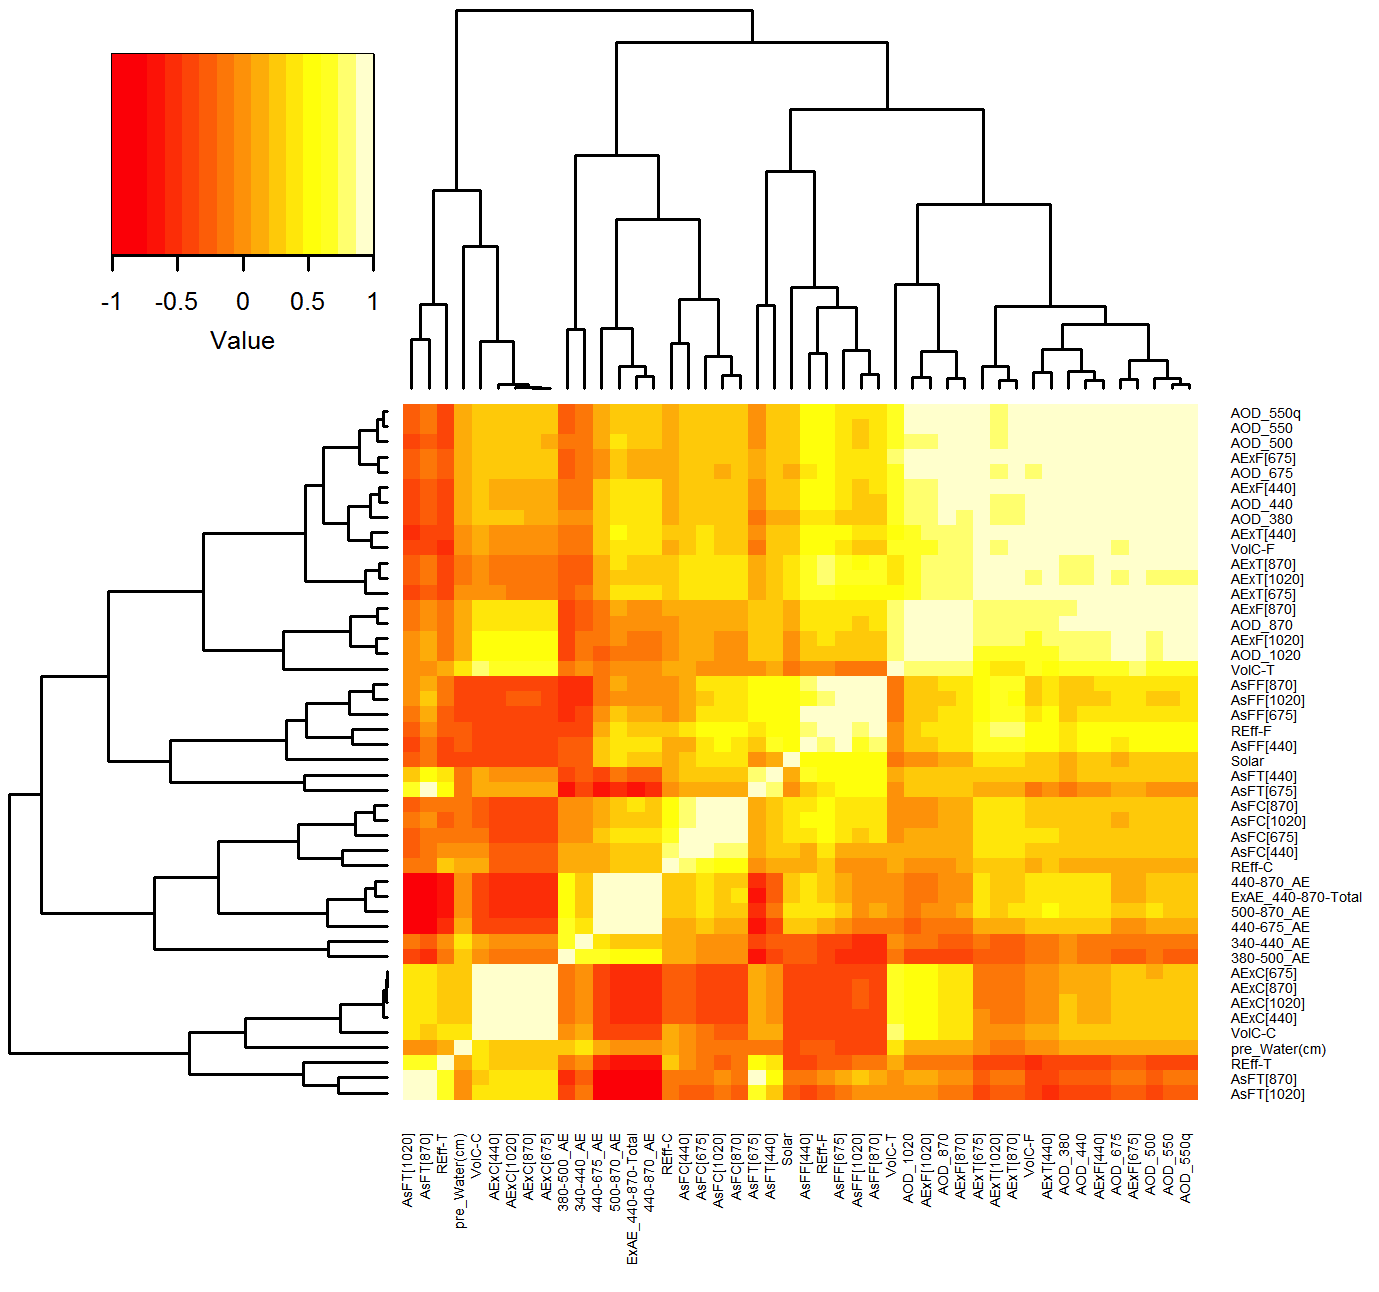 -1 -0.5 0 0.5 1
Value
AOD_550q
AOD_550
AOD_500
AExF[675]
AOD_675
AExF[440]
AOD_440
AOD_380
AExT[440]
VolC-F
AExT[870]
AExT[1020]
AExT[675]
AExF[870]
AOD_870
AExF[1020]
AOD_1020
VolC-T
AsFF[870]
AsFF[1020]
AsFF[675]
REff-F
AsFF[440]
Solar
AsFT[440]
AsFT[675]
AsFC[870]
AsFC[1020]
AsFC[675]
AsFC[440]
REff-C
440-870_AE
ExAE_440-870-Total
500-870_AE
440-675_AE
340-440_AE
380-500_AE
AExC[675]
AExC[870]
AExC[1020]
AExC[440]
VolC-C
pre_Water(cm)
REff-T
AsFT[870]
AsFT[1020]
AsFT[1020]
AsFT[870]
REff-T
pre_Water(cm)
VolC-C
AExC[440]
AExC[1020]
AExC[870]
AExC[675]
380-500_AE
340-440_AE
440-675_AE
500-870_AE
ExAE_440-870-Total
440-870_AE
REff-C
AsFC[440]
AsFC[675]
AsFC[1020]
AsFC[870]
AsFT[675]
AsFT[440]
Solar
AsFF[440]
REff-F
AsFF[675]
AsFF[1020]
AsFF[870]
VolC-T
AOD_1020
AExF[1020]
AOD_870
AExF[870]
AExT[675]
AExT[1020]
AExT[870]
VolC-F
AExT[440]
AOD_380
AOD_440
AExF[440]
AOD_675
AExF[675]
AOD_500
AOD_550
AOD_550q